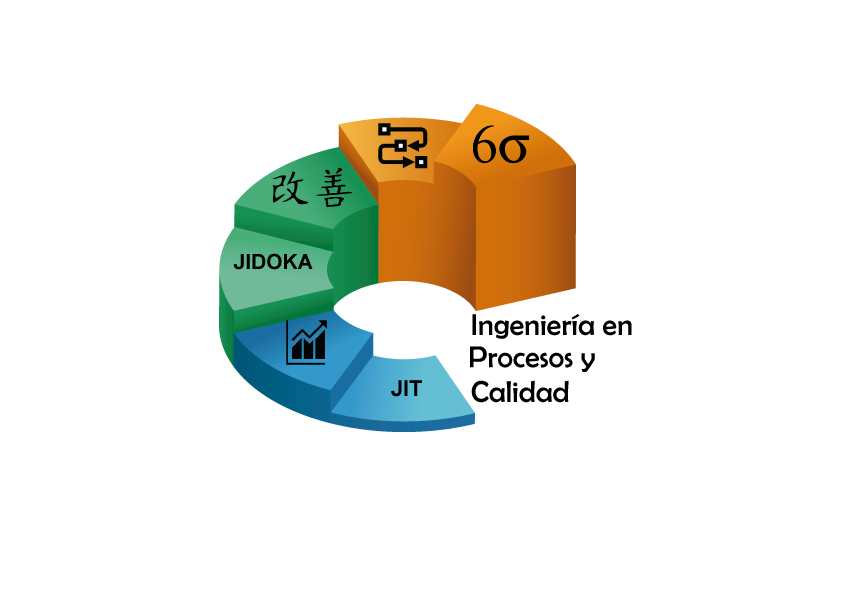 6σ
改善
JIDOKA
JIT
Ingeniería en
Procesos y
Calidad